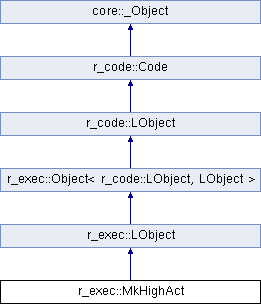 core::_Object
r_code::Code
r_code::LObject
r_exec::Object< r_code::LObject, LObject >
r_exec::LObject
r_exec::MkHighAct